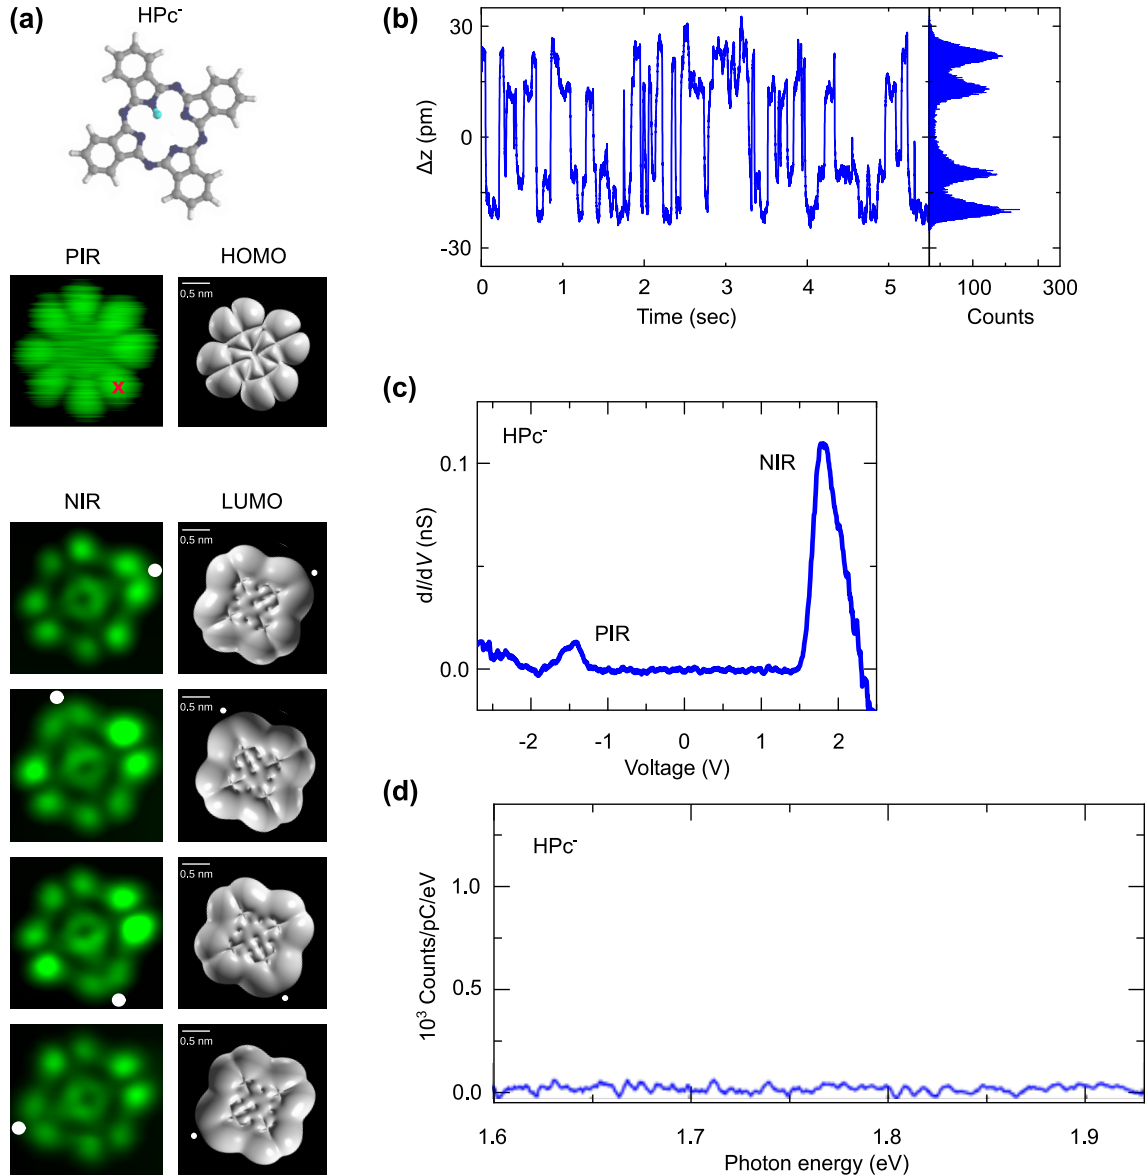 (a)
HPc⁻
PIR
HOMO
0.5 nm
x
NIR
LUMO
0.5 nm
0.5 nm
0.5 nm
0.5 nm
(b)
30
0
-30
Δz (pm)
0 1 2 3 4 5
Time (sec)
100 300
Counts
(c)
HPc⁻
NIR
PIR
0.1
0.0
dI/dV (nS)
-2 -1 0 1 2
Voltage (V)
(d)
HPc⁻
1.0
0.5
0.0
10³ Counts/pC/eV
1.6 1.7 1.8 1.9
Photon energy (eV)